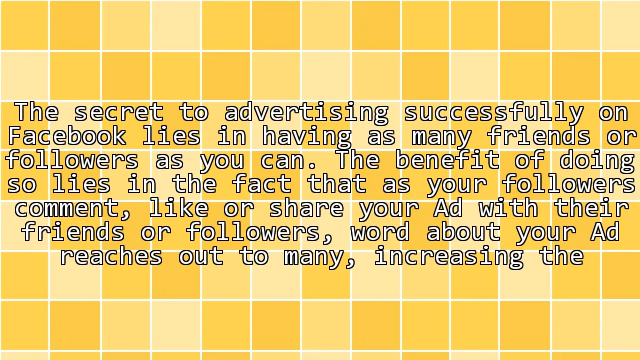 The secret to advertising successfully on
Facebook lies in having as many friends or
followers as you can. The benefit of doing
so lies in the fact that as your followers
comment, like or share your Ad with their
friends or followers, word about your Ad
reaches out to many, increasing the